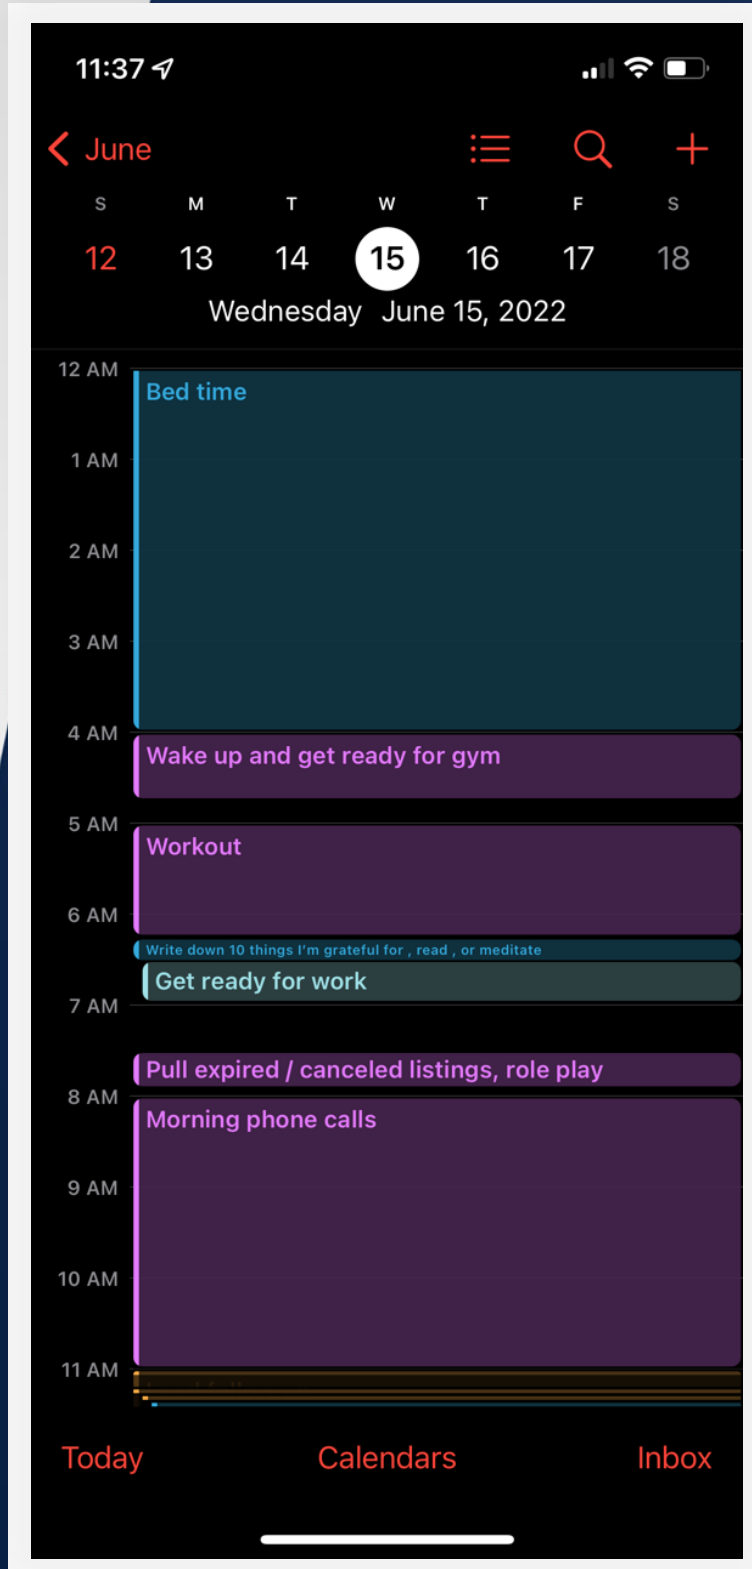 11:37
June
S M T W T F S
12 13 14 15 16 17 18
Wednesday June 15, 2022
12 AM
Bed time
1 AM
2 AM
3 AM
4 AM
Wake up and get ready for gym
5 AM
Workout
6 AM
Write down 10 things I'm grateful for , read , or meditate
Get ready for work
7 AM
Pull expired / canceled listings, role play
8 AM
Morning phone calls
9 AM
10 AM
11 AM
Today Calendars Inbox